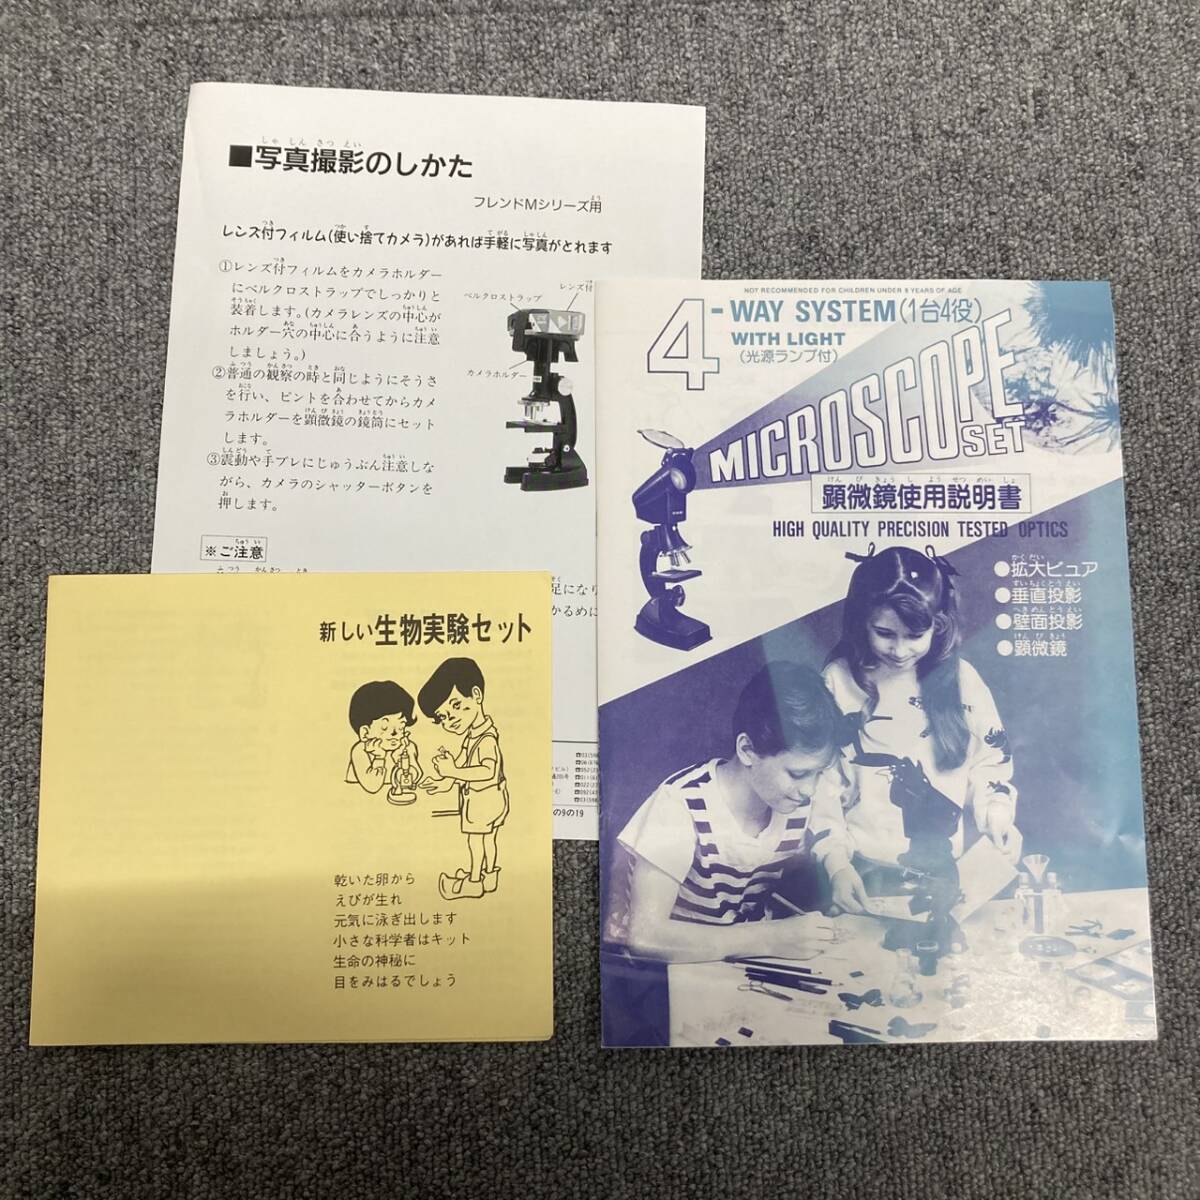 ■写真撮影のしかた
フレンドMシリーズ用
レンズ付フィルム(使い捨てカメラ)があれば手軽に写真がとれます
①レンズ付フィルムをカメラホルダー
にベルクロストラップでしっかりと
装着します。(カメラレンズの中心が
ホルダー穴の中心に合うように注意
しましょう。)
②普通の観察の時と同じようにそうさ
を行い、ピントを合わせてからカメ
ラホルダーを顕微鏡の鏡筒にセット
します。
③震動や手ブレにじゅうぶん注意しな
がら、カメラのシャッターボタンを
押します。
レンズ付
ベルクロストラップ
カメラホルダー
※ご注意
足になり
かるめに
の9の19
新しい生物実験セット
乾いた卵から
えびが生れ
元気に泳ぎ出します
小さな科学者はキット
生命の神秘に
目をみはるでしょう
NOT RECOMMENDED FOR CHILDREN UNDER 8 YEARS OF AGE
4-WAY SYSTEM(1台4役)
WITH LIGHT
(光源ランプ付)
MICROSCOPE
SET
顕微鏡使用説明書
HIGH QUALITY PRECISION TESTED OPTICS
●拡大ビュア
●垂直投影
●壁面投影
●顕微鏡